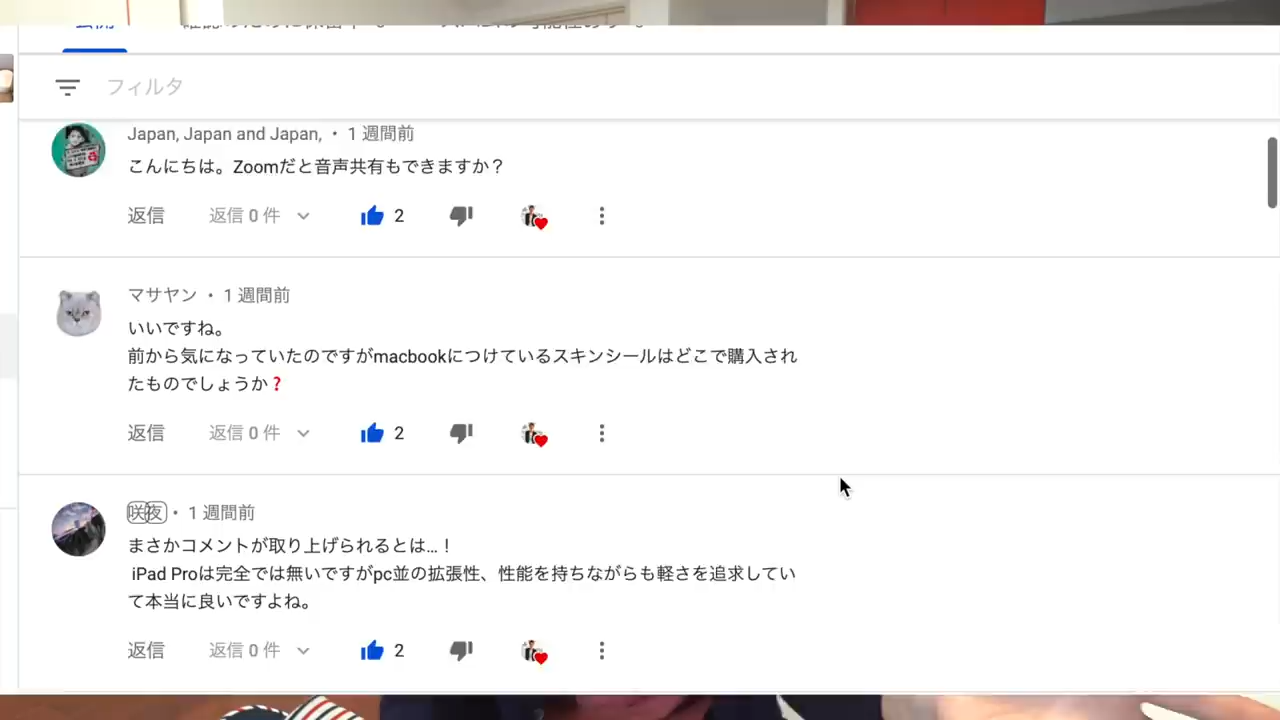 公開
フィルタ
Japan, Japan and Japan, • 1 週間前
こんにちは。Zoomだと音声共有もできますか？
返信 返信 0 件 2
マサヤン • 1 週間前
いいですね。
前から気になっていたのですがmacbookにつけているスキンシールはどこで購入され
たものでしょうか❓
返信 返信 0 件 2
咲夜 • 1 週間前
まさかコメントが取り上げられるとは…！
iPad Proは完全では無いですがpc並の拡張性、性能を持ちながらも軽さを追求してい
て本当に良いですよね。
返信 返信 0 件 2